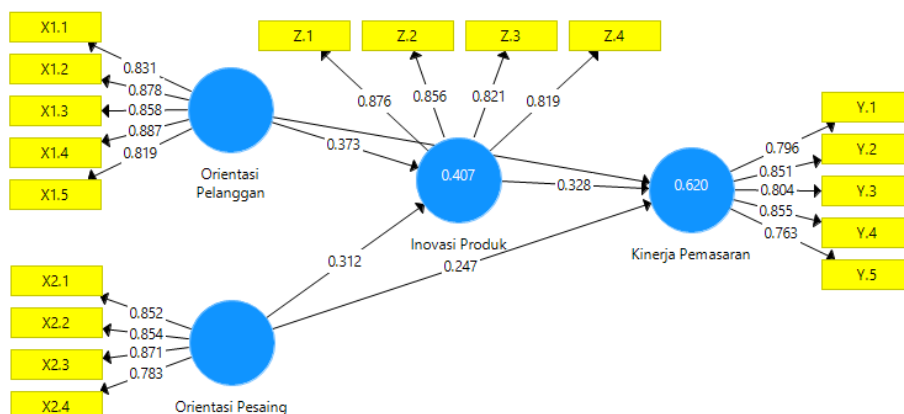 X1.1
X1.2
X1.3
X1.4
X1.5
0.831
0.878
0.858
0.887
0.819
Orientasi
Pelanggan
Z.1
Z.2
Z.3
Z.4
0.876
0.856
0.821
0.819
0.373
0.407
Inovasi Produk
0.328
0.312
0.247
0.620
Kinerja Pemasaran
0.796
0.851
0.804
0.855
0.763
Y.1
Y.2
Y.3
Y.4
Y.5
X2.1
X2.2
X2.3
X2.4
0.852
0.854
0.871
0.783
Orientasi Pesaing